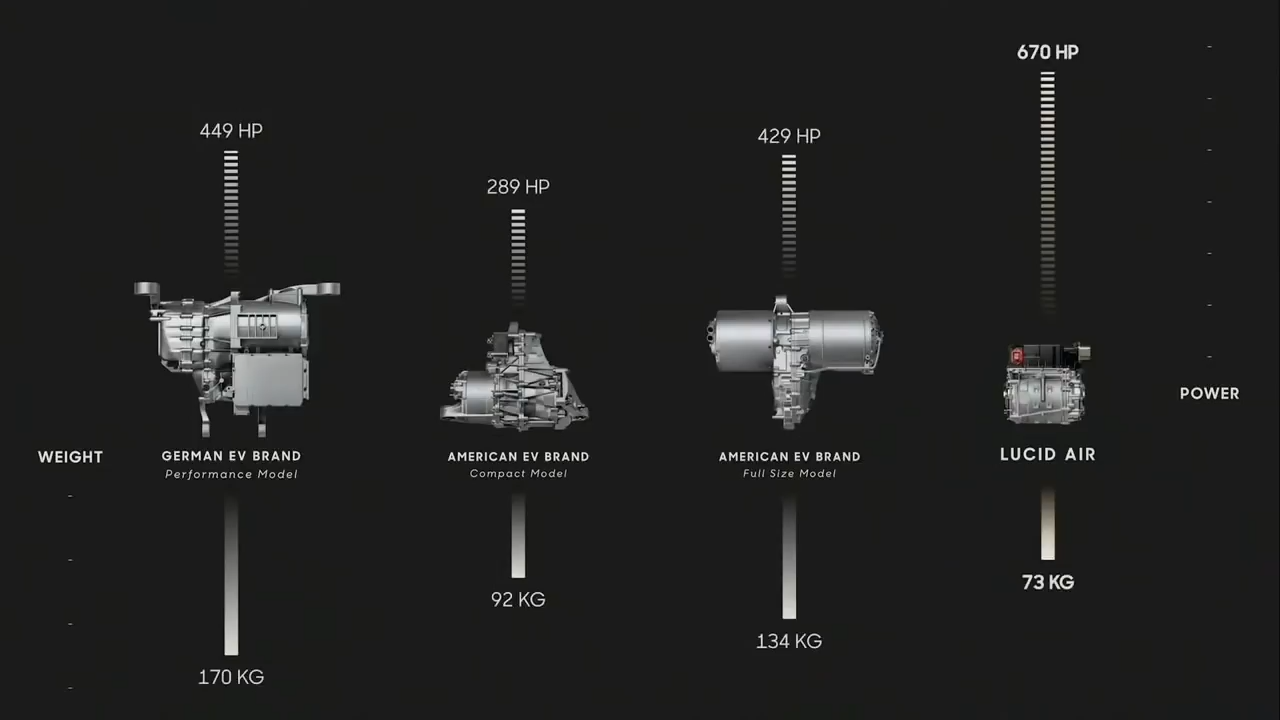 670 HP
449 HP
429 HP
289 HP
POWER
WEIGHT
GERMAN EV BRAND
Performance Model
AMERICAN EV BRAND
Compact Model
AMERICAN EV BRAND
Full Size Model
LUCID AIR
170 KG
92 KG
134 KG
73 KG